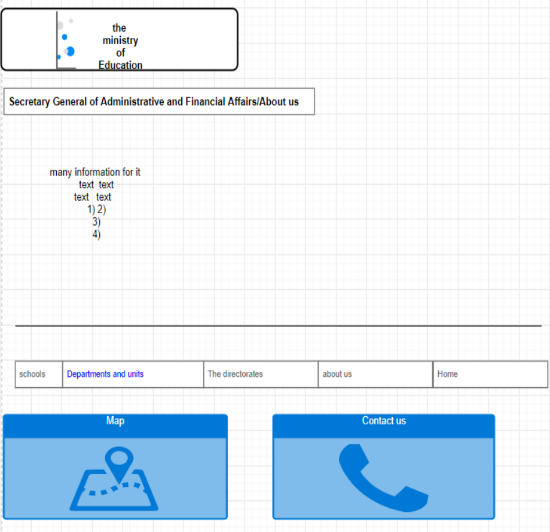 the
ministry
of
Education
Secretary General of Administrative and Financial Affairs/About us
many information for it
text text
text text
1) 2)
3)
4)
schools Departments and units The directorates about us Home
Map Contact us